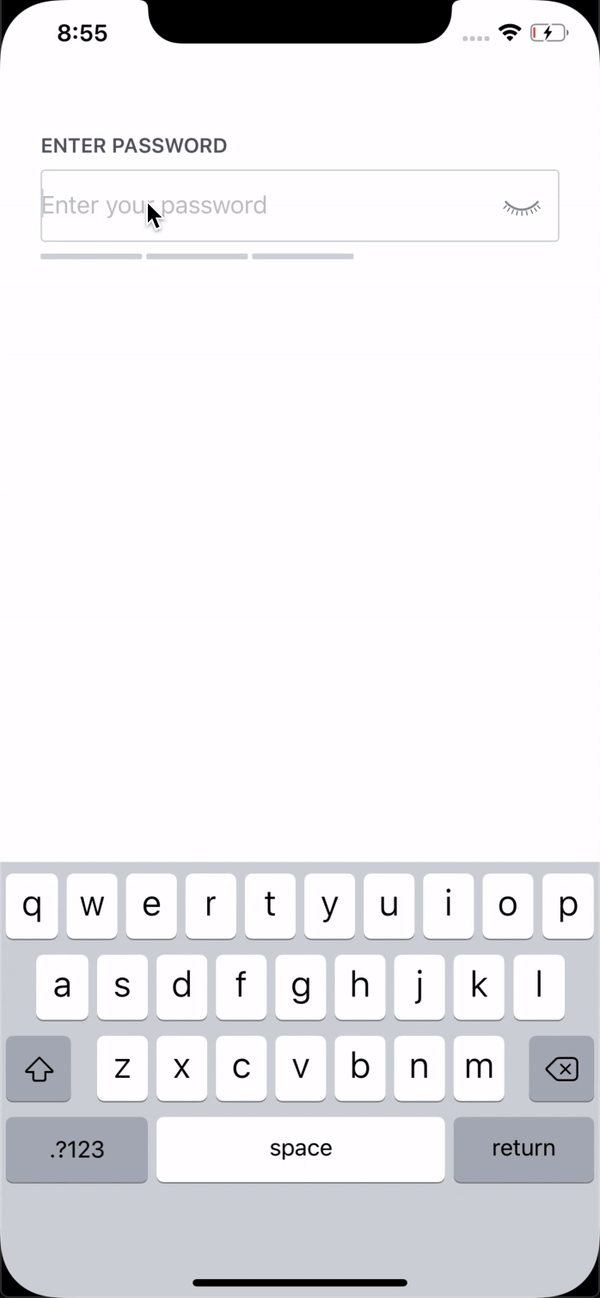 8:55
ENTER PASSWORD
Enter your password
q w e r t y u i o p
a s d f g h j k l
z x c v b n m
.?123 space return